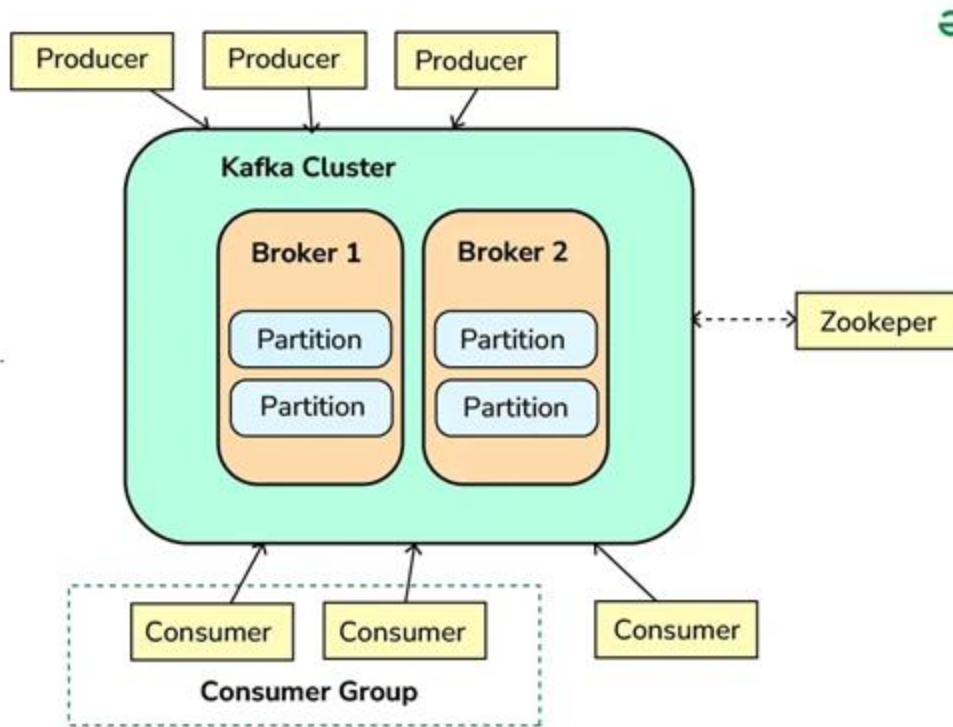 Producer
Producer
Producer
Kafka Cluster
Broker 1
Broker 2
Partition
Partition
Partition
Partition
Zookeper
Consumer
Consumer
Consumer
Consumer Group